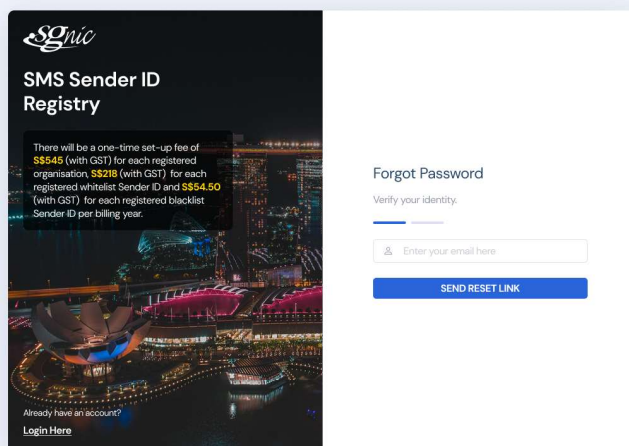 sgnic
SMS Sender ID
Registry
There will be a one-time set-up fee of
S$545 (with GST) for each registered
organisation, S$218 (with GST) for each
registered whitelist Sender ID and S$54.50
(with GST) for each registered blacklist
Sender ID per billing year.
Already have an account?
Login Here
Forgot Password
Verify your identity.
Enter your email here
SEND RESET LINK